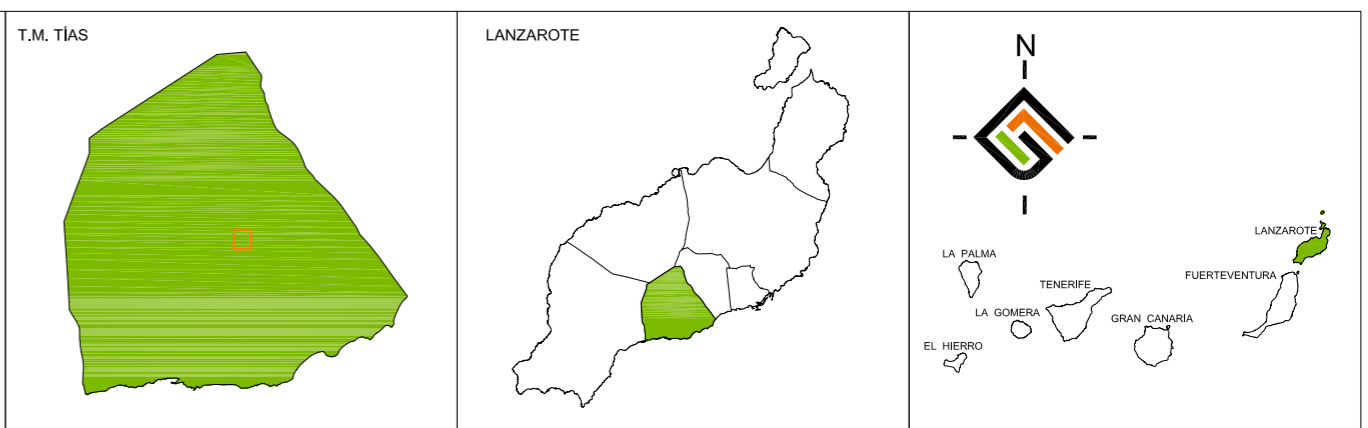 T.M. TÍAS
LANZAROTE
N
LANZAROTE
LA PALMA
FUERTEVENTURA
TENERIFE
LA GOMERA
GRAN CANARIA
EL HIERRO